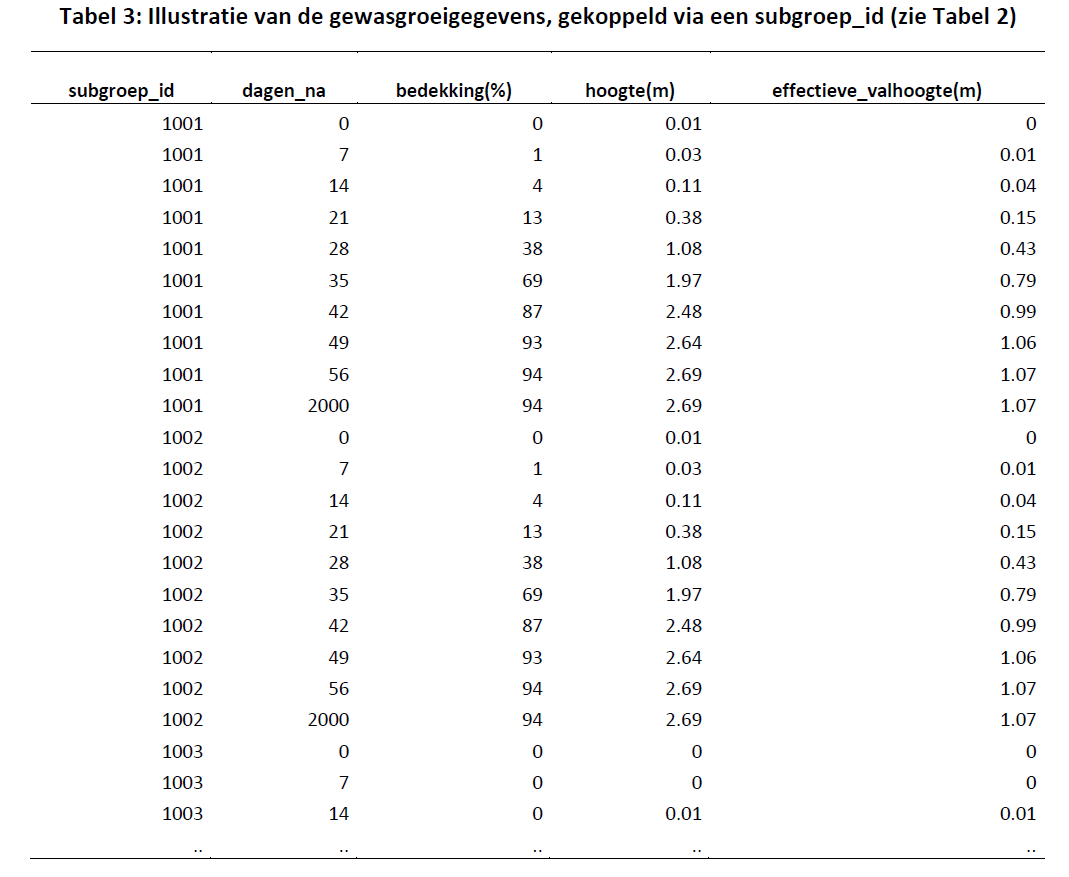 Tabel 3: Illustratie van de gewasgroeigegevens, gekoppeld via een subgroep_id (zie Tabel 2)
subgroep_id dagen_na bedekking(%) hoogte(m) effectieve_valhoogte(m)
1001 0 0 0.01 0
1001 7 1 0.03 0.01
1001 14 4 0.11 0.04
1001 21 13 0.38 0.15
1001 28 38 1.08 0.43
1001 35 69 1.97 0.79
1001 42 87 2.48 0.99
1001 49 93 2.64 1.06
1001 56 94 2.69 1.07
1001 2000 94 2.69 1.07
1002 0 0 0.01 0
1002 7 1 0.03 0.01
1002 14 4 0.11 0.04
1002 21 13 0.38 0.15
1002 28 38 1.08 0.43
1002 35 69 1.97 0.79
1002 42 87 2.48 0.99
1002 49 93 2.64 1.06
1002 56 94 2.69 1.07
1002 2000 94 2.69 1.07
1003 0 0 0 0
1003 7 0 0 0
1003 14 0 0.01 0.01
.. .. .. .. ..